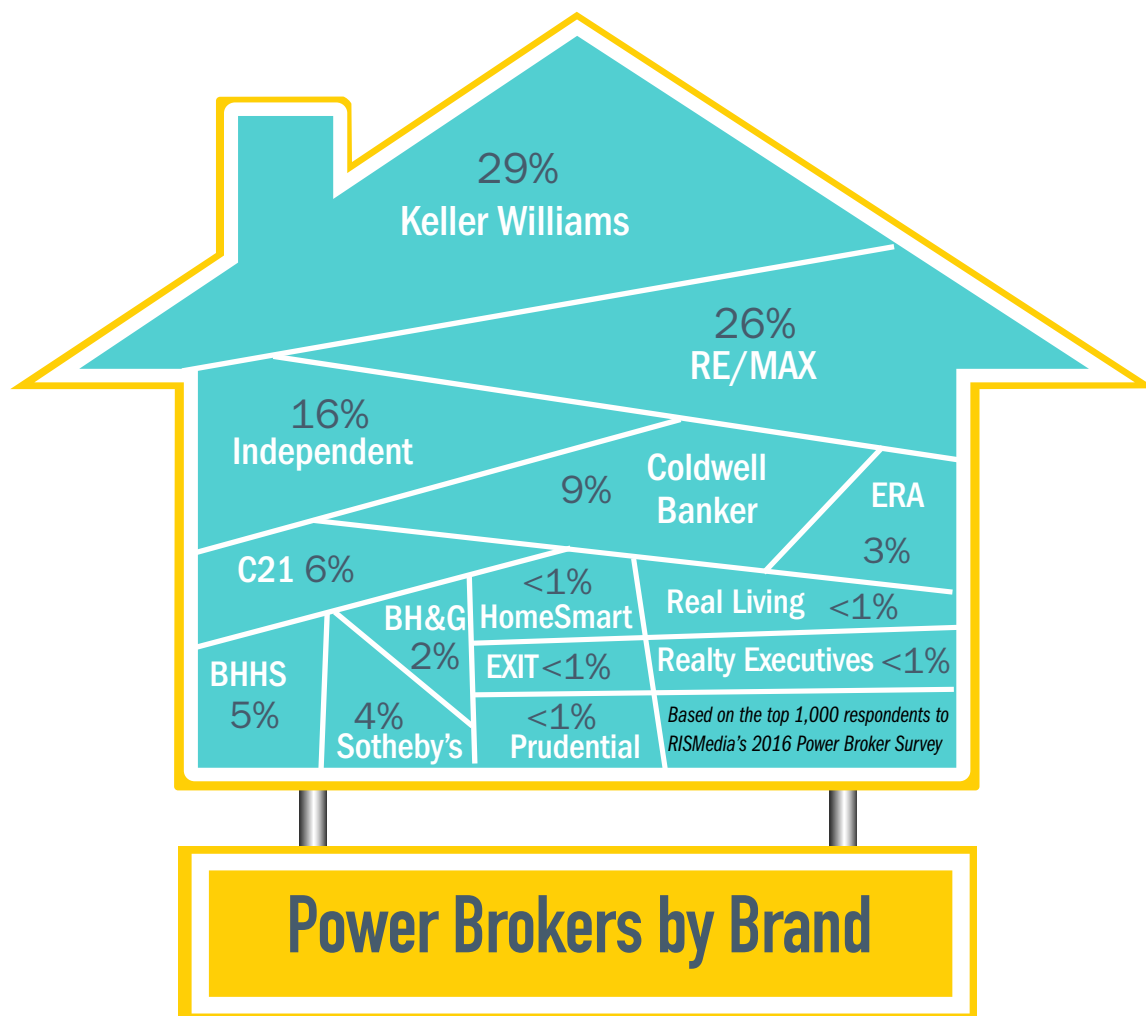 29%
Keller Williams
26%
RE/MAX
16%
Independent
9%
Coldwell
Banker
ERA
3%
C21 6%
<1%
HomeSmart
Real Living <1%
BH&G
2%
EXIT <1%
Realty Executives <1%
BHHS
5%
4%
Sotheby's
<1%
Prudential
Based on the top 1,000 respondents to
RISMedia's 2016 Power Broker Survey
Power Brokers by Brand